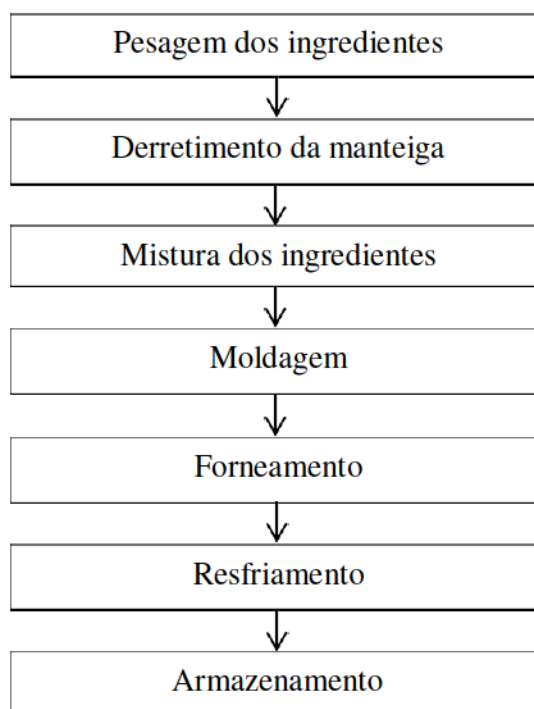 Pesagem dos ingredientes
Derretimento da manteiga
Mistura dos ingredientes
Moldagem
Forneamento
Resfriamento
Armazenamento